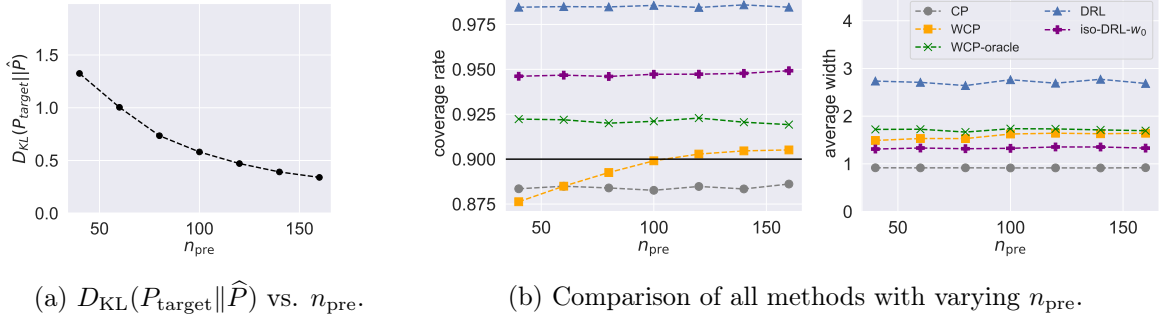 D_KL(P_target||P̂)
1.5
1.0
0.5
0.0
50 100 150
n_pre
coverage rate
0.975
0.950
0.925
0.900
0.875
50 100 150
n_pre
average width
CP
WCP
WCP-oracle
DRL
iso-DRL-w₀
4
3
2
1
0
50 100 150
n_pre
(a) D_KL(P_target‖P̂) vs. n_pre.
(b) Comparison of all methods with varying n_pre.